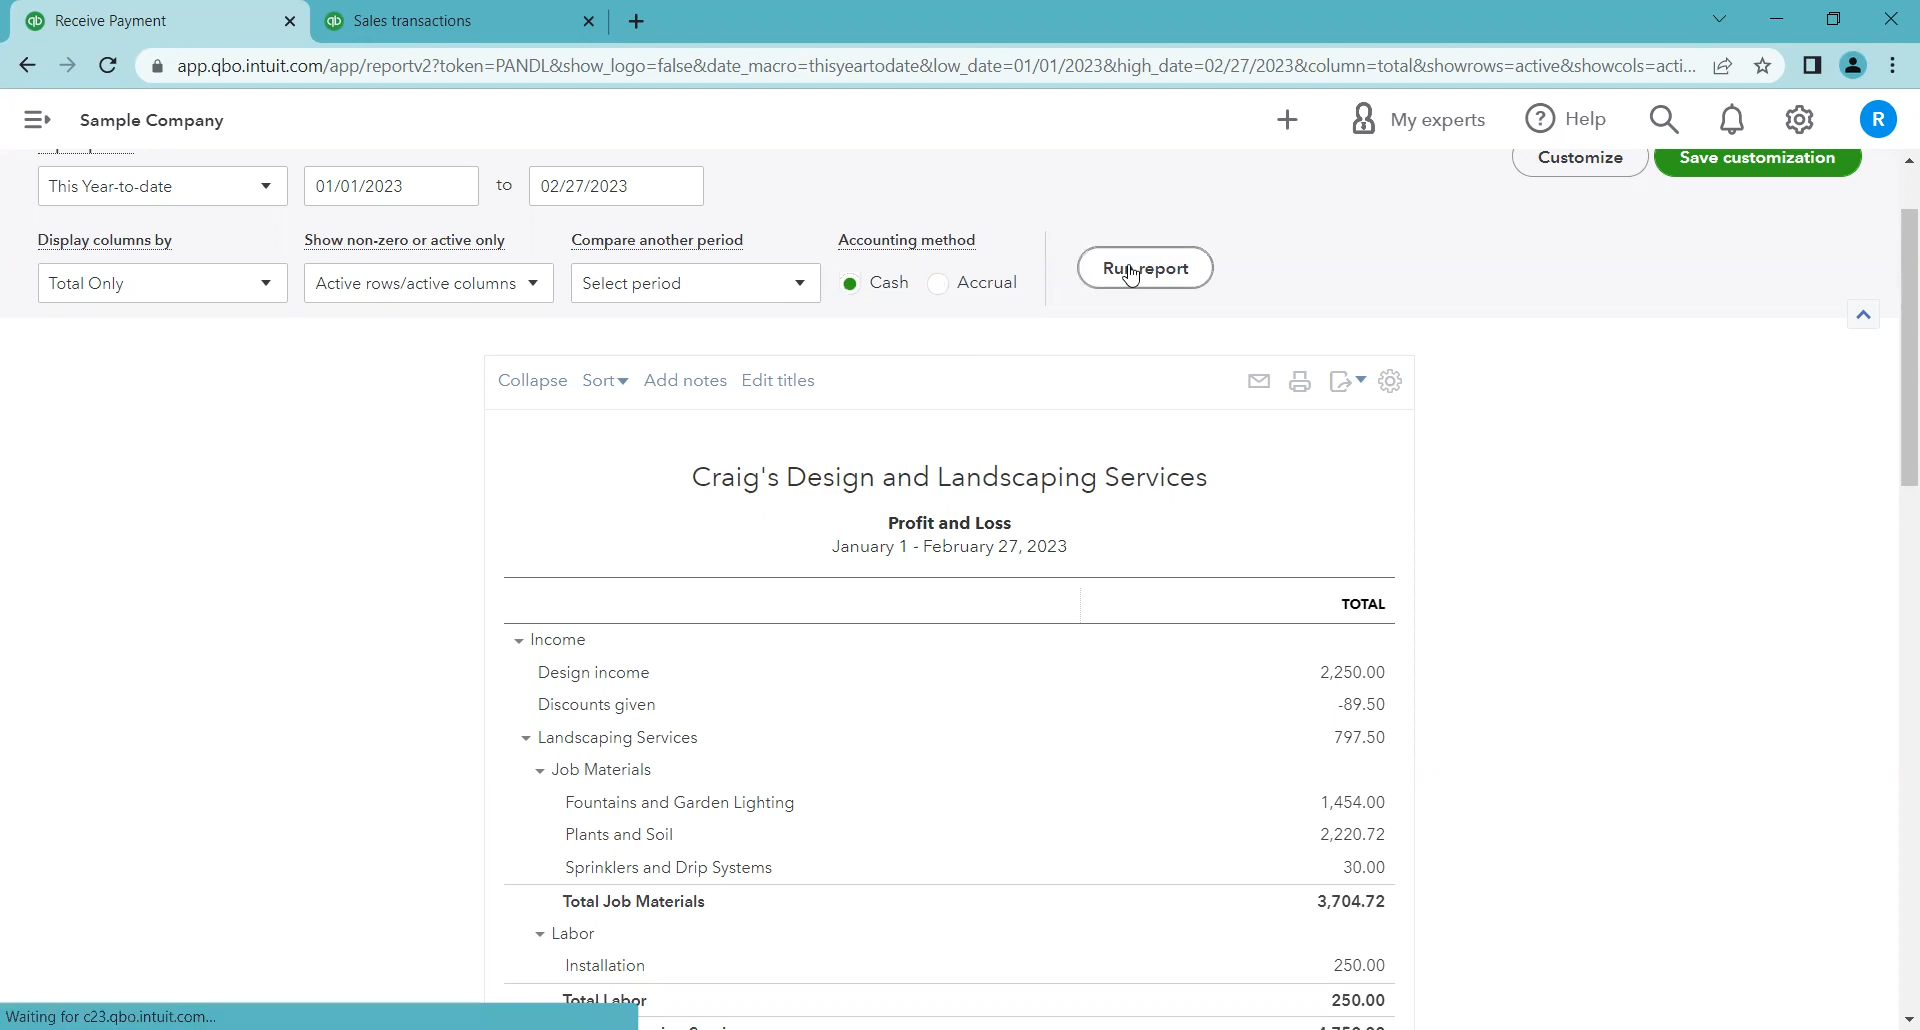 Receive Payment
Sales transactions
app.qbo.intuit.com/app/reportv2?token=PANDL&show_logo=false&date_macro=thisyeartodate&low_date=01/01/2023&high_date=02/27/2023&column=total&showrows=active&showcols=acti...
Sample Company
My experts
Help
R
Customize
Save customization
This Year-to-date
01/01/2023
to
02/27/2023
Display columns by
Show non-zero or active only
Compare another period
Accounting method
Total Only
Active rows/active columns
Select period
Cash
Accrual
Run report
Collapse
Sort
Add notes
Edit titles
Craig's Design and Landscaping Services
Profit and Loss
January 1 - February 27, 2023
TOTAL
Income
Design income 2,250.00
Discounts given -89.50
Landscaping Services 797.50
Job Materials
Fountains and Garden Lighting 1,454.00
Plants and Soil 2,220.72
Sprinklers and Drip Systems 30.00
Total Job Materials 3,704.72
Labor
Installation 250.00
Total Labor 250.00
Waiting for c23.qbo.intuit.com...